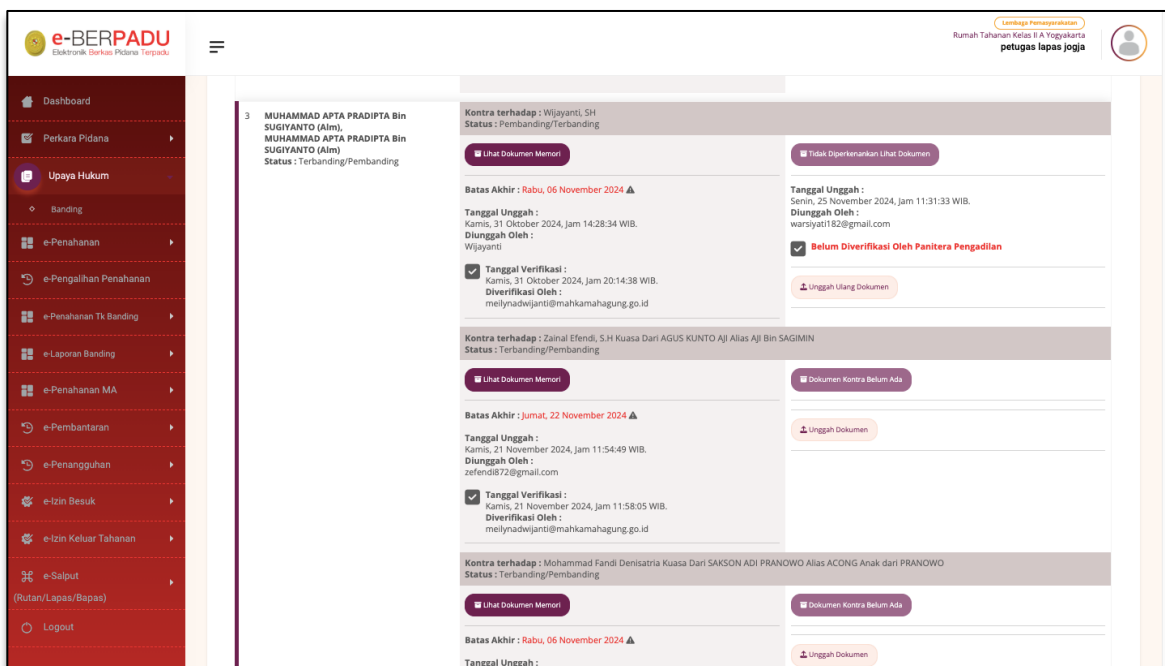 e-BERPADU
Elektronik Berkas Pidana Terpadu
Lembaga Pemasyarakatan
Rumah Tahanan Kelas II A Yogyakarta
petugas lapas jogja
Dashboard
Perkara Pidana
Upaya Hukum
Banding
e-Penahanan
e-Pengalihan Penahanan
e-Penahanan Tk Banding
e-Laporan Banding
e-Penahanan MA
e-Pembantaran
e-Penangguhan
e-Izin Besuk
e-Izin Keluar Tahanan
e-Salput
(Rutan/Lapas/Bapas)
Logout
3 MUHAMMAD APTA PRADIPTA Bin
SUGIYANTO (Alm),
MUHAMMAD APTA PRADIPTA Bin
SUGIYANTO (Alm)
Status : Terbanding/Pembanding
Kontra terhadap : Wijayanti, SH
Status : Pembanding/Terbanding
Lihat Dokumen Memori
Batas Akhir : Rabu, 06 November 2024
Tanggal Unggah :
Kamis, 31 Oktober 2024, Jam 14:28:34 WIB.
Diunggah Oleh :
Wijayanti
Tanggal Verifikasi :
Kamis, 31 Oktober 2024, Jam 20:14:38 WIB.
Diverifikasi Oleh :
meilynadwijanti@mahkamahagung.go.id
Tidak Diperkenankan Lihat Dokumen
Tanggal Unggah :
Senin, 25 November 2024, Jam 11:31:33 WIB.
Diunggah Oleh :
warsiyati182@gmail.com
Belum Diverifikasi Oleh Panitera Pengadilan
Unggah Ulang Dokumen
Kontra terhadap : Zainal Efendi, S.H Kuasa Dari AGUS KUNTO AJI Alias AJI Bin SAGIMIN
Status : Terbanding/Pembanding
Lihat Dokumen Memori
Batas Akhir : Jumat, 22 November 2024
Tanggal Unggah :
Kamis, 21 November 2024, Jam 11:54:49 WIB.
Diunggah Oleh :
zefendi872@gmail.com
Tanggal Verifikasi :
Kamis, 21 November 2024, Jam 11:58:05 WIB.
Diverifikasi Oleh :
meilynadwijanti@mahkamahagung.go.id
Dokumen Kontra Belum Ada
Unggah Dokumen
Kontra terhadap : Mohammad Fandi Denisatria Kuasa Dari SAKSON ADI PRANOWO Alias ACONG Anak dari PRANOWO
Status : Terbanding/Pembanding
Lihat Dokumen Memori
Batas Akhir : Rabu, 06 November 2024
Tanggal Unggah :
Dokumen Kontra Belum Ada
Unggah Dokumen